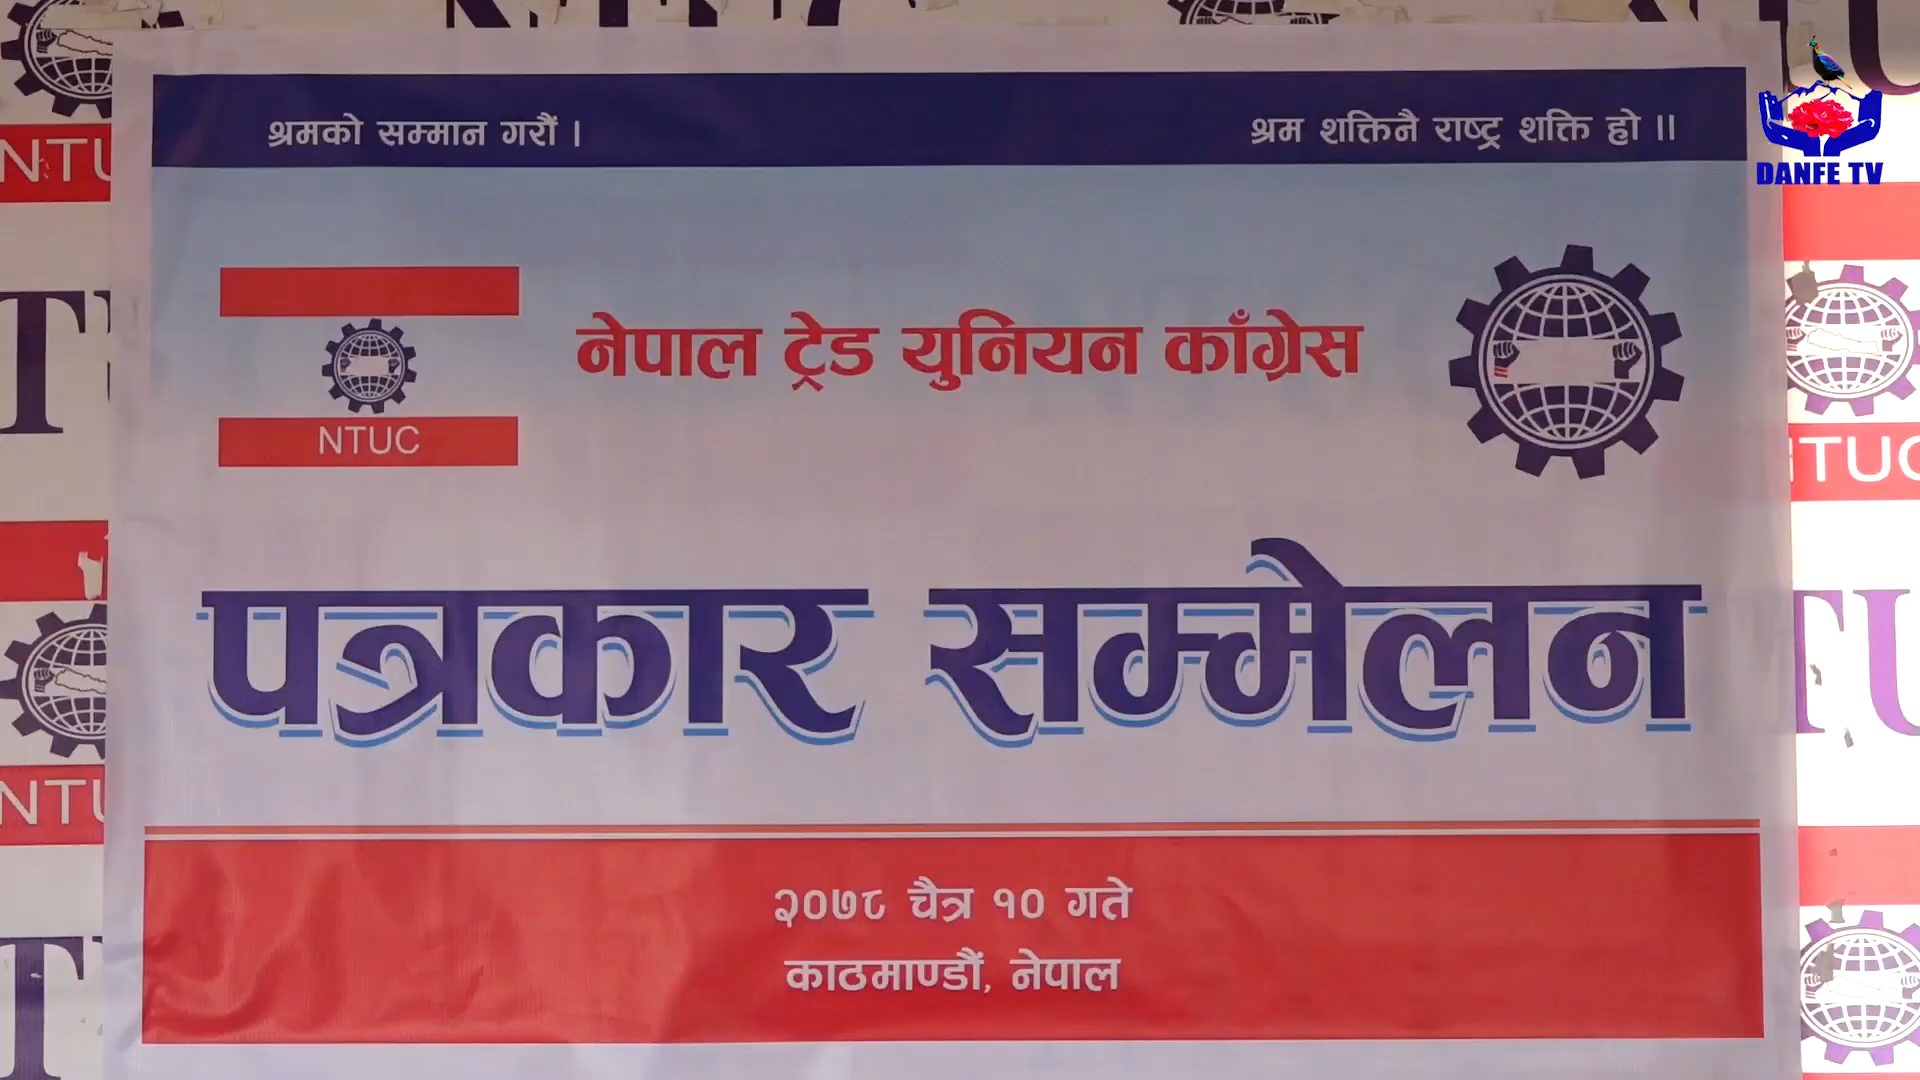 श्रमको सम्मान गरौं ।
श्रम शक्तिनै राष्ट्र शक्ति हो ।।
DANFE TV
नेपाल ट्रेड युनियन काँग्रेस
NTUC
पत्रकार सम्मेलन
२०७८ चैत्र १० गते
काठमाण्डौं, नेपाल